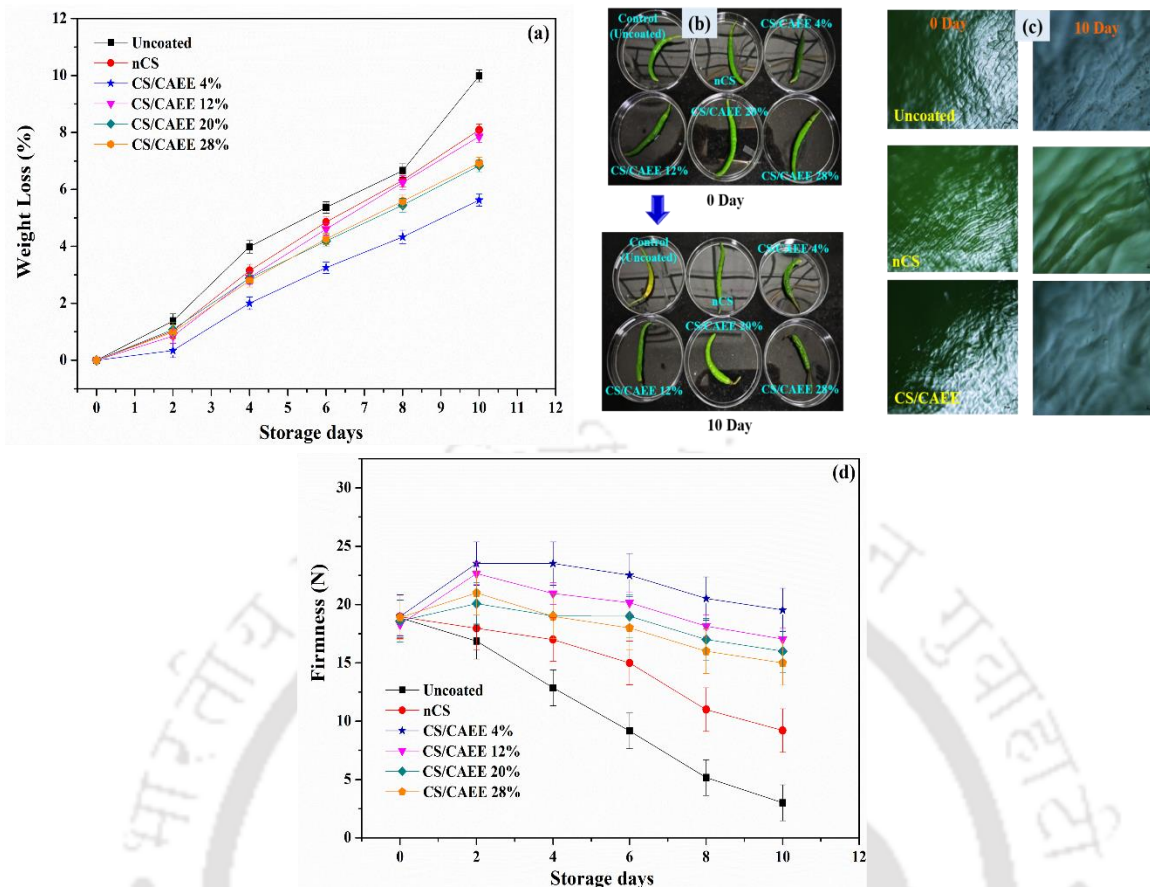 (a)
Uncoated
nCS
CS/CAEE 4%
CS/CAEE 12%
CS/CAEE 20%
CS/CAEE 28%
Weight Loss (%)
10
8
6
4
2
0
0 1 2 3 4 5 6 7 8 9 10 11 12
Storage days
(b)
Control
(Uncoated)
nCS
CS/CAEE 4%
CS/CAEE 12%
CS/CAEE 20%
CS/CAEE 28%
0 Day
Control
(Uncoated)
nCS
CS/CAEE 4%
CS/CAEE 12%
CS/CAEE 20%
CS/CAEE 28%
10 Day
0 Day
(c)
10 Day
Uncoated
nCS
CS/CAEE
(d)
Firmness (N)
30
25
20
15
10
5
0
Uncoated
nCS
CS/CAEE 4%
CS/CAEE 12%
CS/CAEE 20%
CS/CAEE 28%
0 2 4 6 8 10 12
Storage days